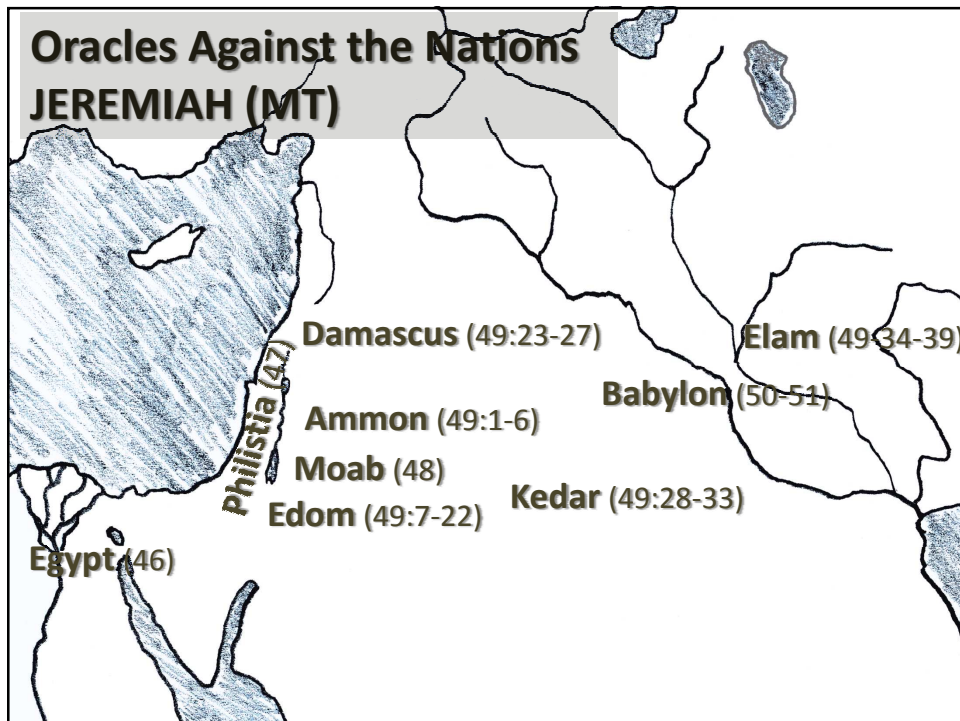 Oracles Against the Nations
JEREMIAH (MT)
Damascus (49:23-27)
Elam (49-34-39)
Philistia (47)
Babylon (50-51)
Ammon (49:1-6)
Moab (48)
Kedar (49:28-33)
Edom (49:7-22)
Egypt (46)